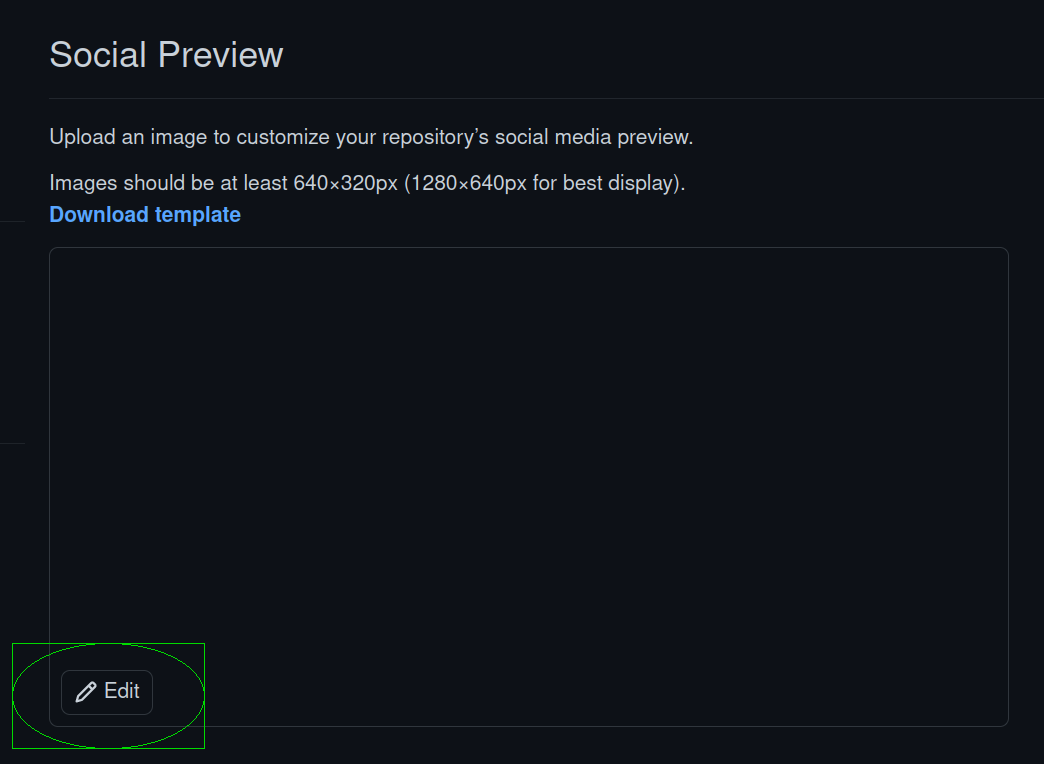 Social Preview
Upload an image to customize your repository’s social media preview.
Images should be at least 640×320px (1280×640px for best display).
Download template
Edit